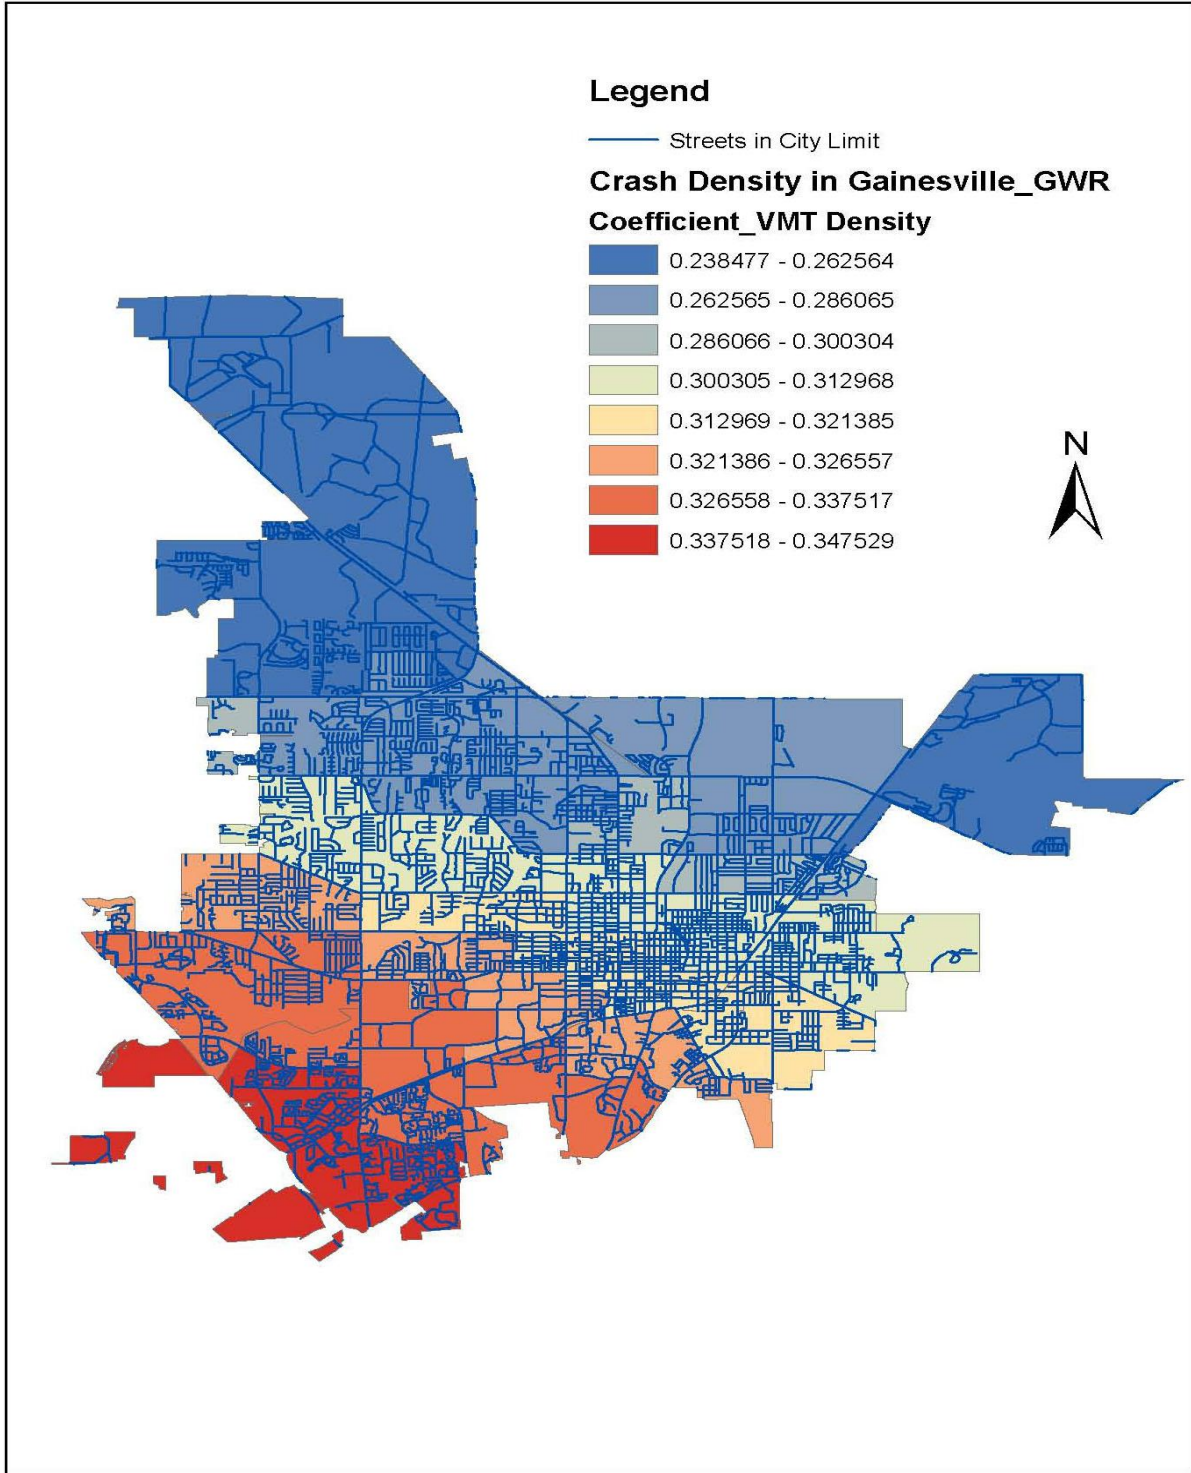 Legend
Streets in City Limit
Crash Density in Gainesville_GWR
Coefficient_VMT Density
0.238477 - 0.262564
0.262565 - 0.286065
0.286066 - 0.300304
0.300305 - 0.312968
0.312969 - 0.321385
0.321386 - 0.326557
0.326558 - 0.337517
0.337518 - 0.347529
N